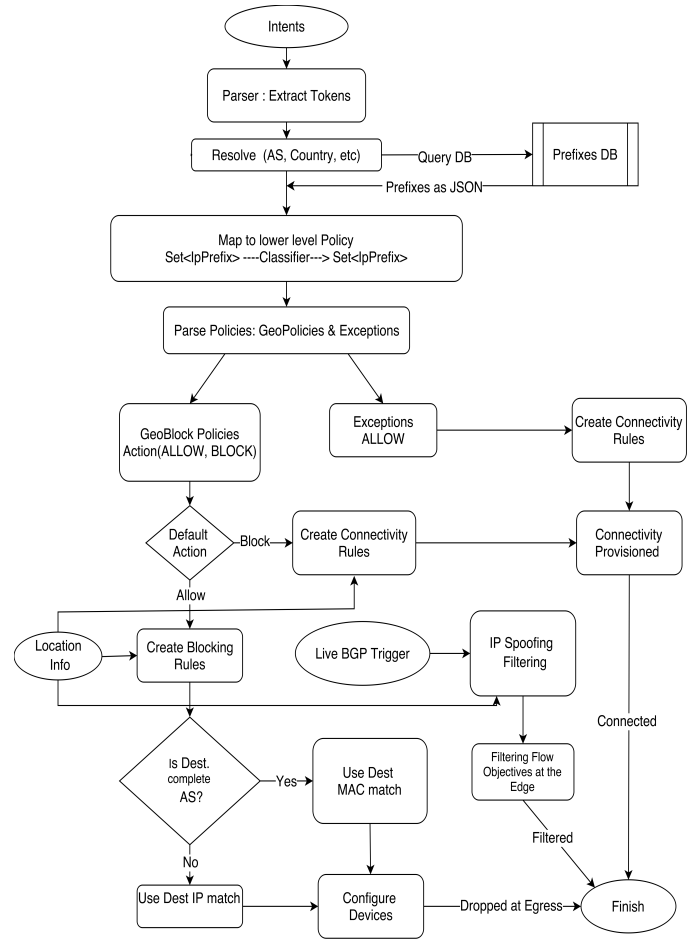 Intents
Parser : Extract Tokens
Resolve (AS, Country, etc)
Query DB
Prefixes DB
Prefixes as JSON
Map to lower level Policy
Set<IpPrefix> ----Classifier---> Set<IpPrefix>
Parse Policies: GeoPolicies & Exceptions
GeoBlock Policies
Action(ALLOW, BLOCK)
Exceptions
ALLOW
Create Connectivity
Rules
Default
Action
Block
Create Connectivity
Rules
Connectivity
Provisioned
Allow
Location
Info
Create Blocking
Rules
Live BGP Trigger
IP Spoofing
Filtering
Connected
Is Dest.
complete
AS?
Yes
Use Dest
MAC match
Filtering Flow
Objectives at the
Edge
Filtered
No
Use Dest IP match
Configure
Devices
Dropped at Egress
Finish